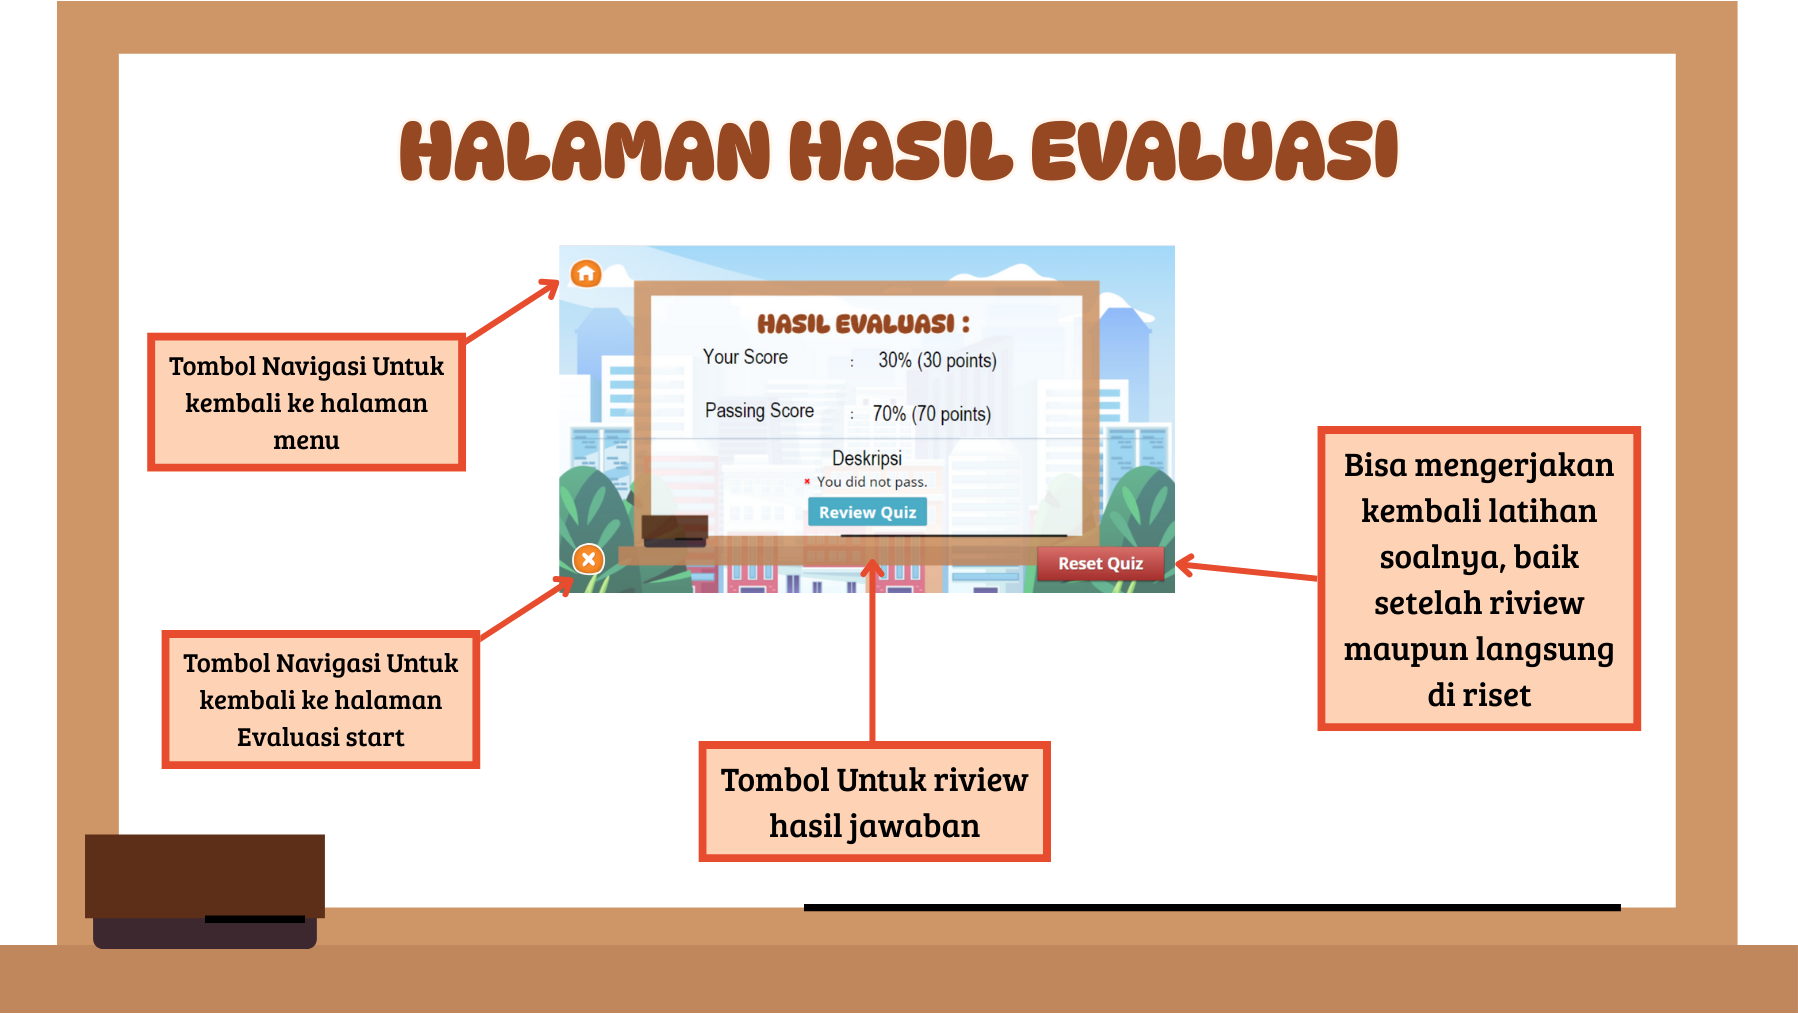 HALAMAN HASIL EVALUASI
Tombol Navigasi Untuk
kembali ke halaman
menu
HASIL EVALUASI :
Your Score : 30% (30 points)
Passing Score : 70% (70 points)
Deskripsi
You did not pass.
Review Quiz
Reset Quiz
Bisa mengerjakan
kembali latihan
soalnya, baik
setelah riview
maupun langsung
di riset
Tombol Navigasi Untuk
kembali ke halaman
Evaluasi start
Tombol Untuk riview
hasil jawaban